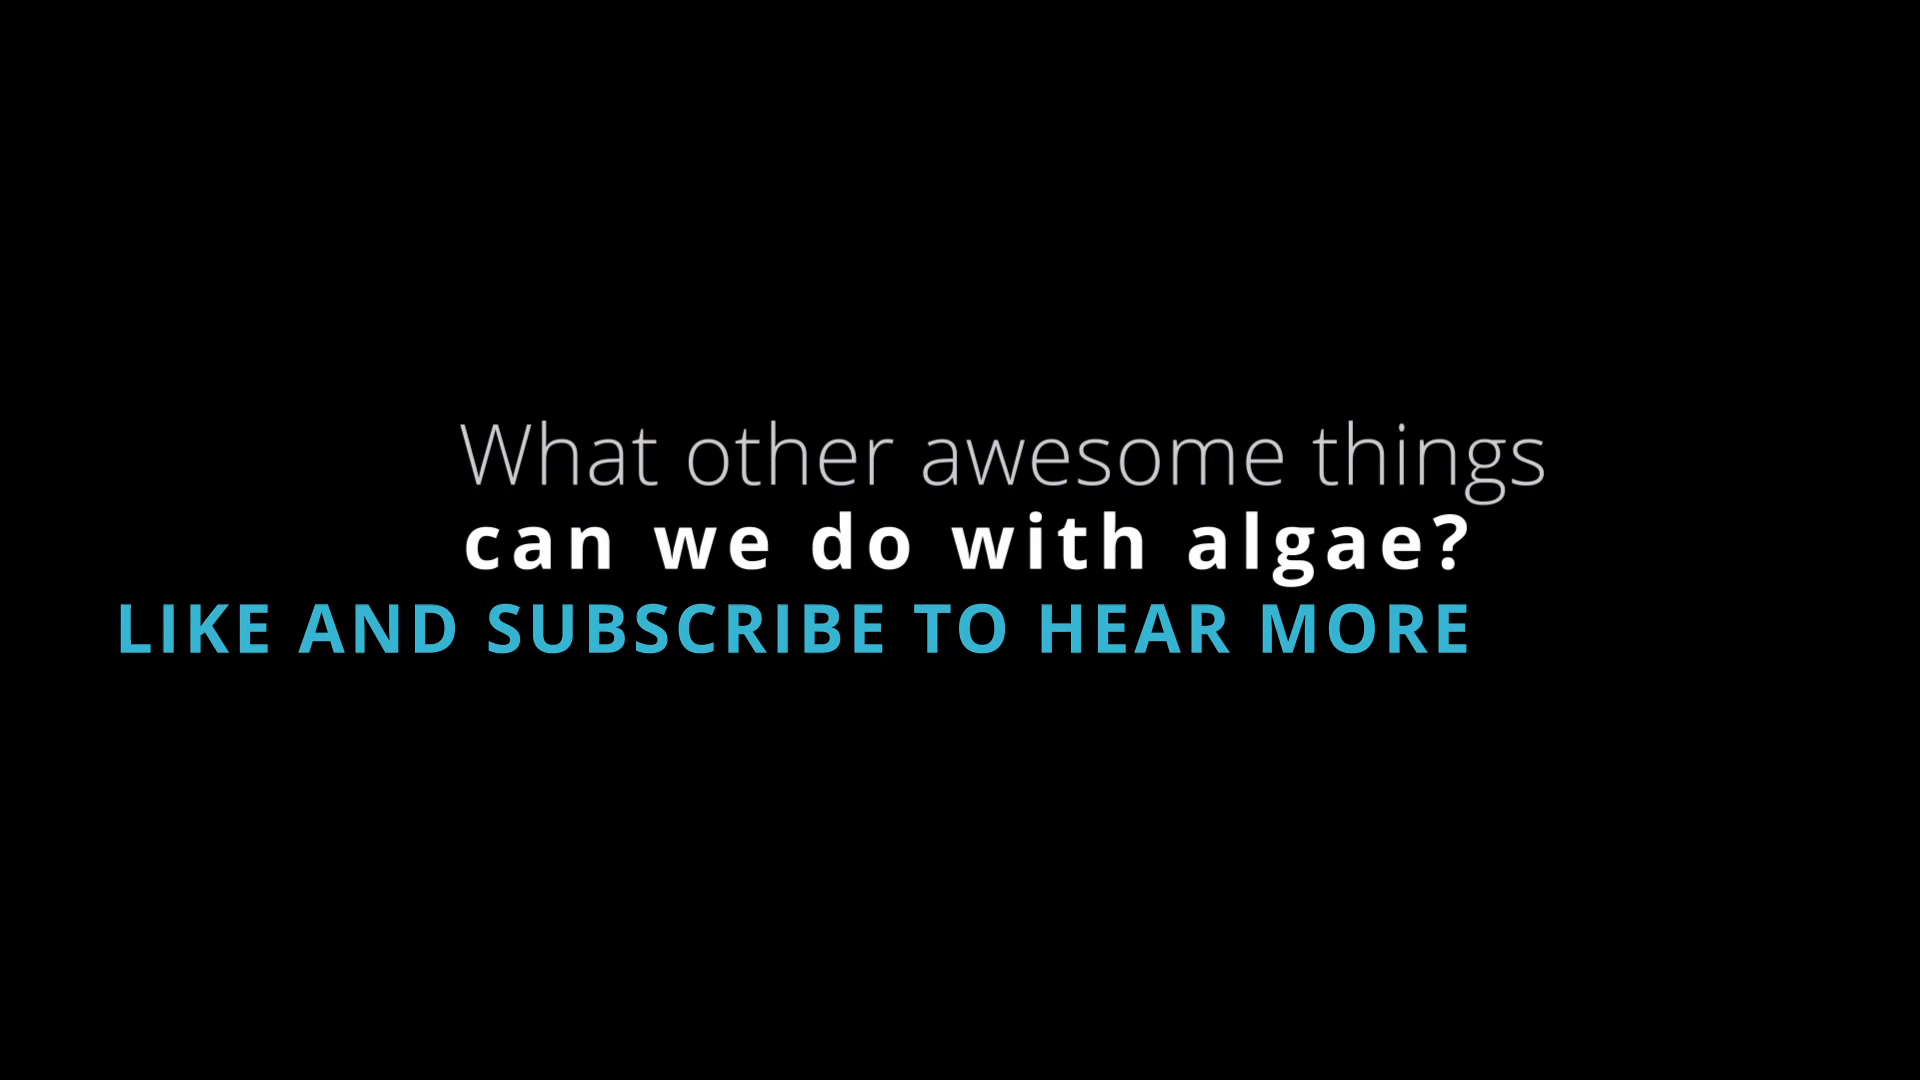 What other awesome things
can we do with algae?
LIKE AND SUBSCRIBE TO HEAR MORE